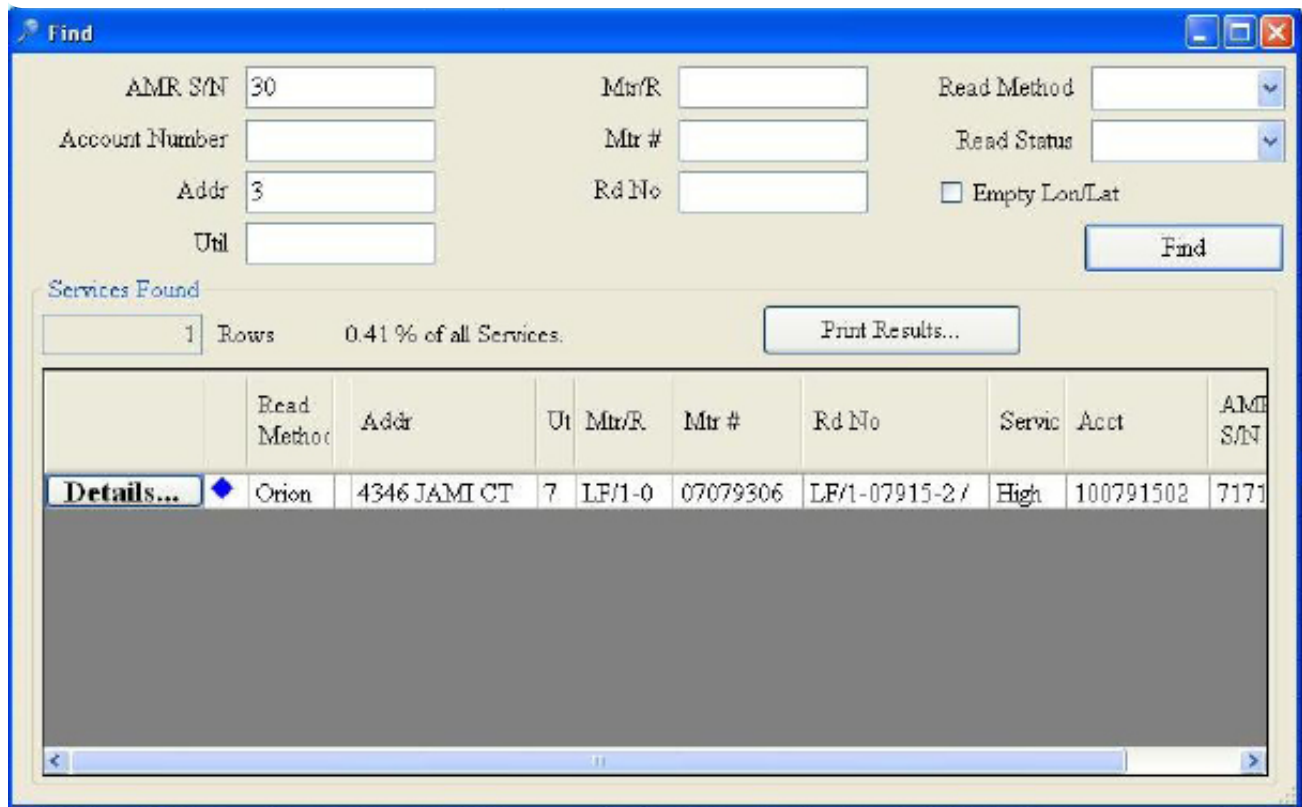 Find
AMR S/N 30 Mtr/R Read Method
Account Number Mtr # Read Status
Addr 3 Rd No Empty Lon/Lat
Util Find
Services Found
1 Rows 0.41 % of all Services. Print Results...
Read Addr Ut Mtr/R Mtr # Rd No Servic Acct AMR
Method S/N
Details... Orion 4346 JAMI CT 7 LF/1-0 07079306 LF/1-07915-2/ High 100791502 7171